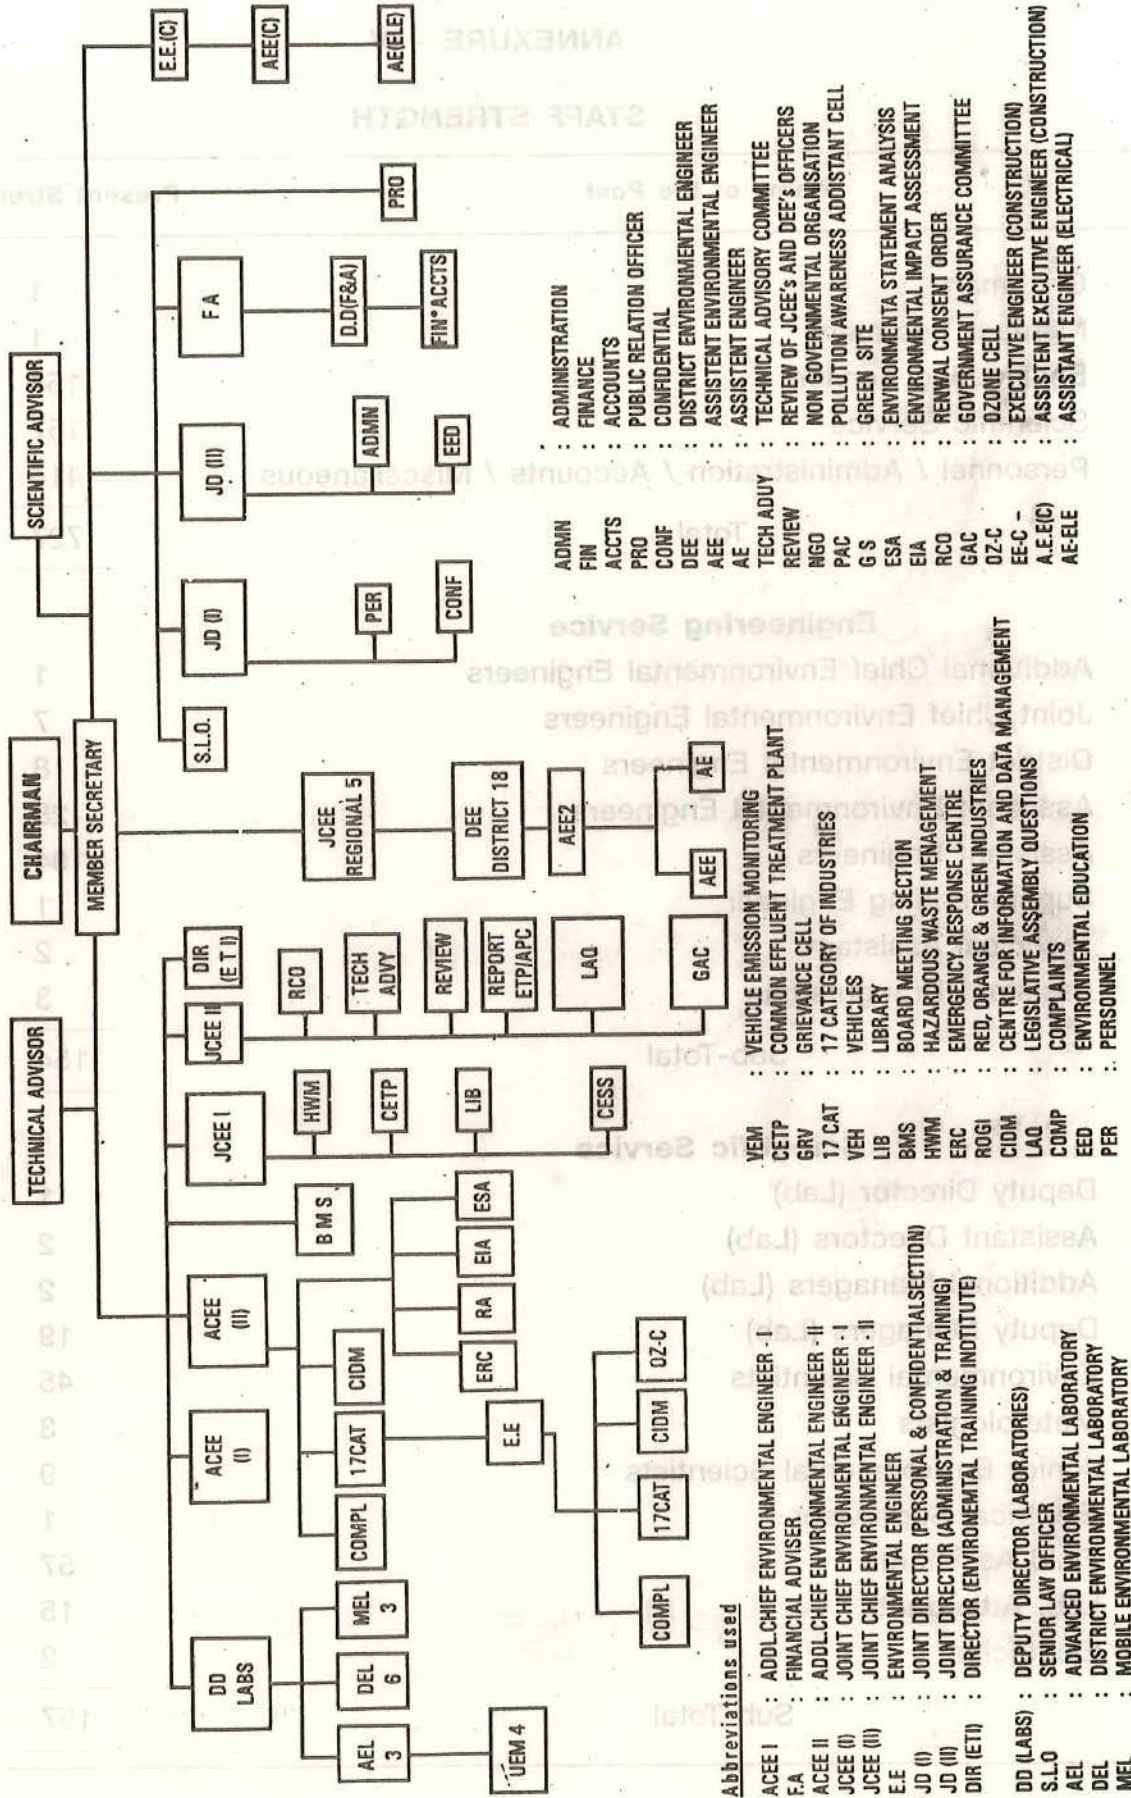 CHAIRMAN
TECHNICAL ADVISOR
MEMBER SECRETARY
SCIENTIFIC ADVISOR
DD LABS
ACEE (I)
ACEE (II)
B M S
JCEE I
JCEE II
DIR (E T I)
JCEE REGIONAL 5
S.L.O.
JD (I)
JD (II)
F A
PRO
E.E.(C)
AEE(C)
AE(ELE)
AEL 3
DEL 6
MEL 3
UEM 4
COMPL
17CAT
CIDM
ERC
RA
EIA
ESA
E.E
COMPL
17CAT
CIDM
OZ-C
HWM
CETP
LIB
CESS
RCO
TECH ADVY
REVIEW
REPORT ETP/APC
LAQ
GAC
DEE DISTRICT 18
AEE2
AEE
AE
PER
CONF
ADMN
EED
D.D(F&A)
FIN* ACCTS
Abbreviations used
ACEE I : ADDL.CHIEF ENVIRONMENTAL ENGINEER - I
F.A : FINANCIAL ADVISER
ACEE II : ADDL.CHIEF ENVIRONMENTAL ENGINEER - II
JCEE (I) : JOINT CHIEF ENVIRONMENTAL ENGINEER - I
JCEE (II) : JOINT CHIEF ENVIRONMENTAL ENGINEER - II
E.E : ENVIRONMENTAL ENGINEER
JD (I) : JOINT DIRECTOR (PERSONAL & CONFIDENTIALSECTION)
JD (II) : JOINT DIRECTOR (ADMINISTRATION & TRAINING)
DIR (ETI) : DIRECTOR (ENVIRONEMTAL TRAINING INDTITUTE)
DD (LABS) : DEPUTY DIRECTOR (LABORATORIES)
S.L.O : SENIOR LAW OFFICER
AEL : ADVANCED ENVIRONMENTAL LABORATORY
DEL : DISTRICT ENVIRONMENTAL LABORATORY
MEL : MOBILE ENVIRONMENTAL LABORATORY
VEM : VEHICLE EMISSION MONITORING
CETP : COMMON EFFLUENT TREATMENT PLANT
GRV : GRIEVANCE CELL
17 CAT : 17 CATEGORY OF INDUSTRIES
VEH : VEHICLES
LIB : LIBRARY
BMS : BOARD MEETING SECTION
HWM : HAZARDOUS WASTE MENAGEMENT
ERC : EMERGENCY, RESPONSE CENTRE
ROGI : RED, ORANGE & GREEN INDUSTRIES
CIDM : CENTRE FOR INFORMATION AND DATA MANAGEMENT
LAQ : LEGISLATIVE ASSEMBLY QUESTIONS
COMP : COMPLAINTS
EED : ENVIRONMENTAL EDUCATION
PER : PERSONNEL
ADMN : ADMINISTRATION
FIN : FINANCE
ACCTS : ACCOUNTS
PRO : PUBLIC RELATION OFFICER
CONF : CONFIDENTIAL
DEE : DISTRICT ENVIRONMENTAL ENGINEER
AEE : ASSISTENT ENVIRONMENTAL ENGINEER
AE : ASSISTENT ENGINEER
TECH ADUY : TECHNICAL ADVISORY COMMITTEE
REVIEW : REVIEW OF JCEE's AND DEE's OFFICERS
NGO : NON GOVERNMENTAL ORGANISATION
PAC : POLLUTION AWARENESS ADDISTANT CELL
G S : GREEN SITE
ESA : ENVIRONMENTAL STATEMENT ANALYSIS
EIA : ENVIRONMENTAL IMPACT ASSESSMENT
RCO : RENWAL CONSENT ORDER
GAC : GOVERNMENT ASSURANCE COMMITTEE
OZ-C : OZONE CELL
EE-C - : EXECUTIVE ENGINEER (CONSTRUCTION)
A.E.E(C) : ASSISTENT EXECUTIVE ENGINEER (CONSTRUCTION)
AE-ELE : ASSISTANT ENGINEER (ELECTRICAL)